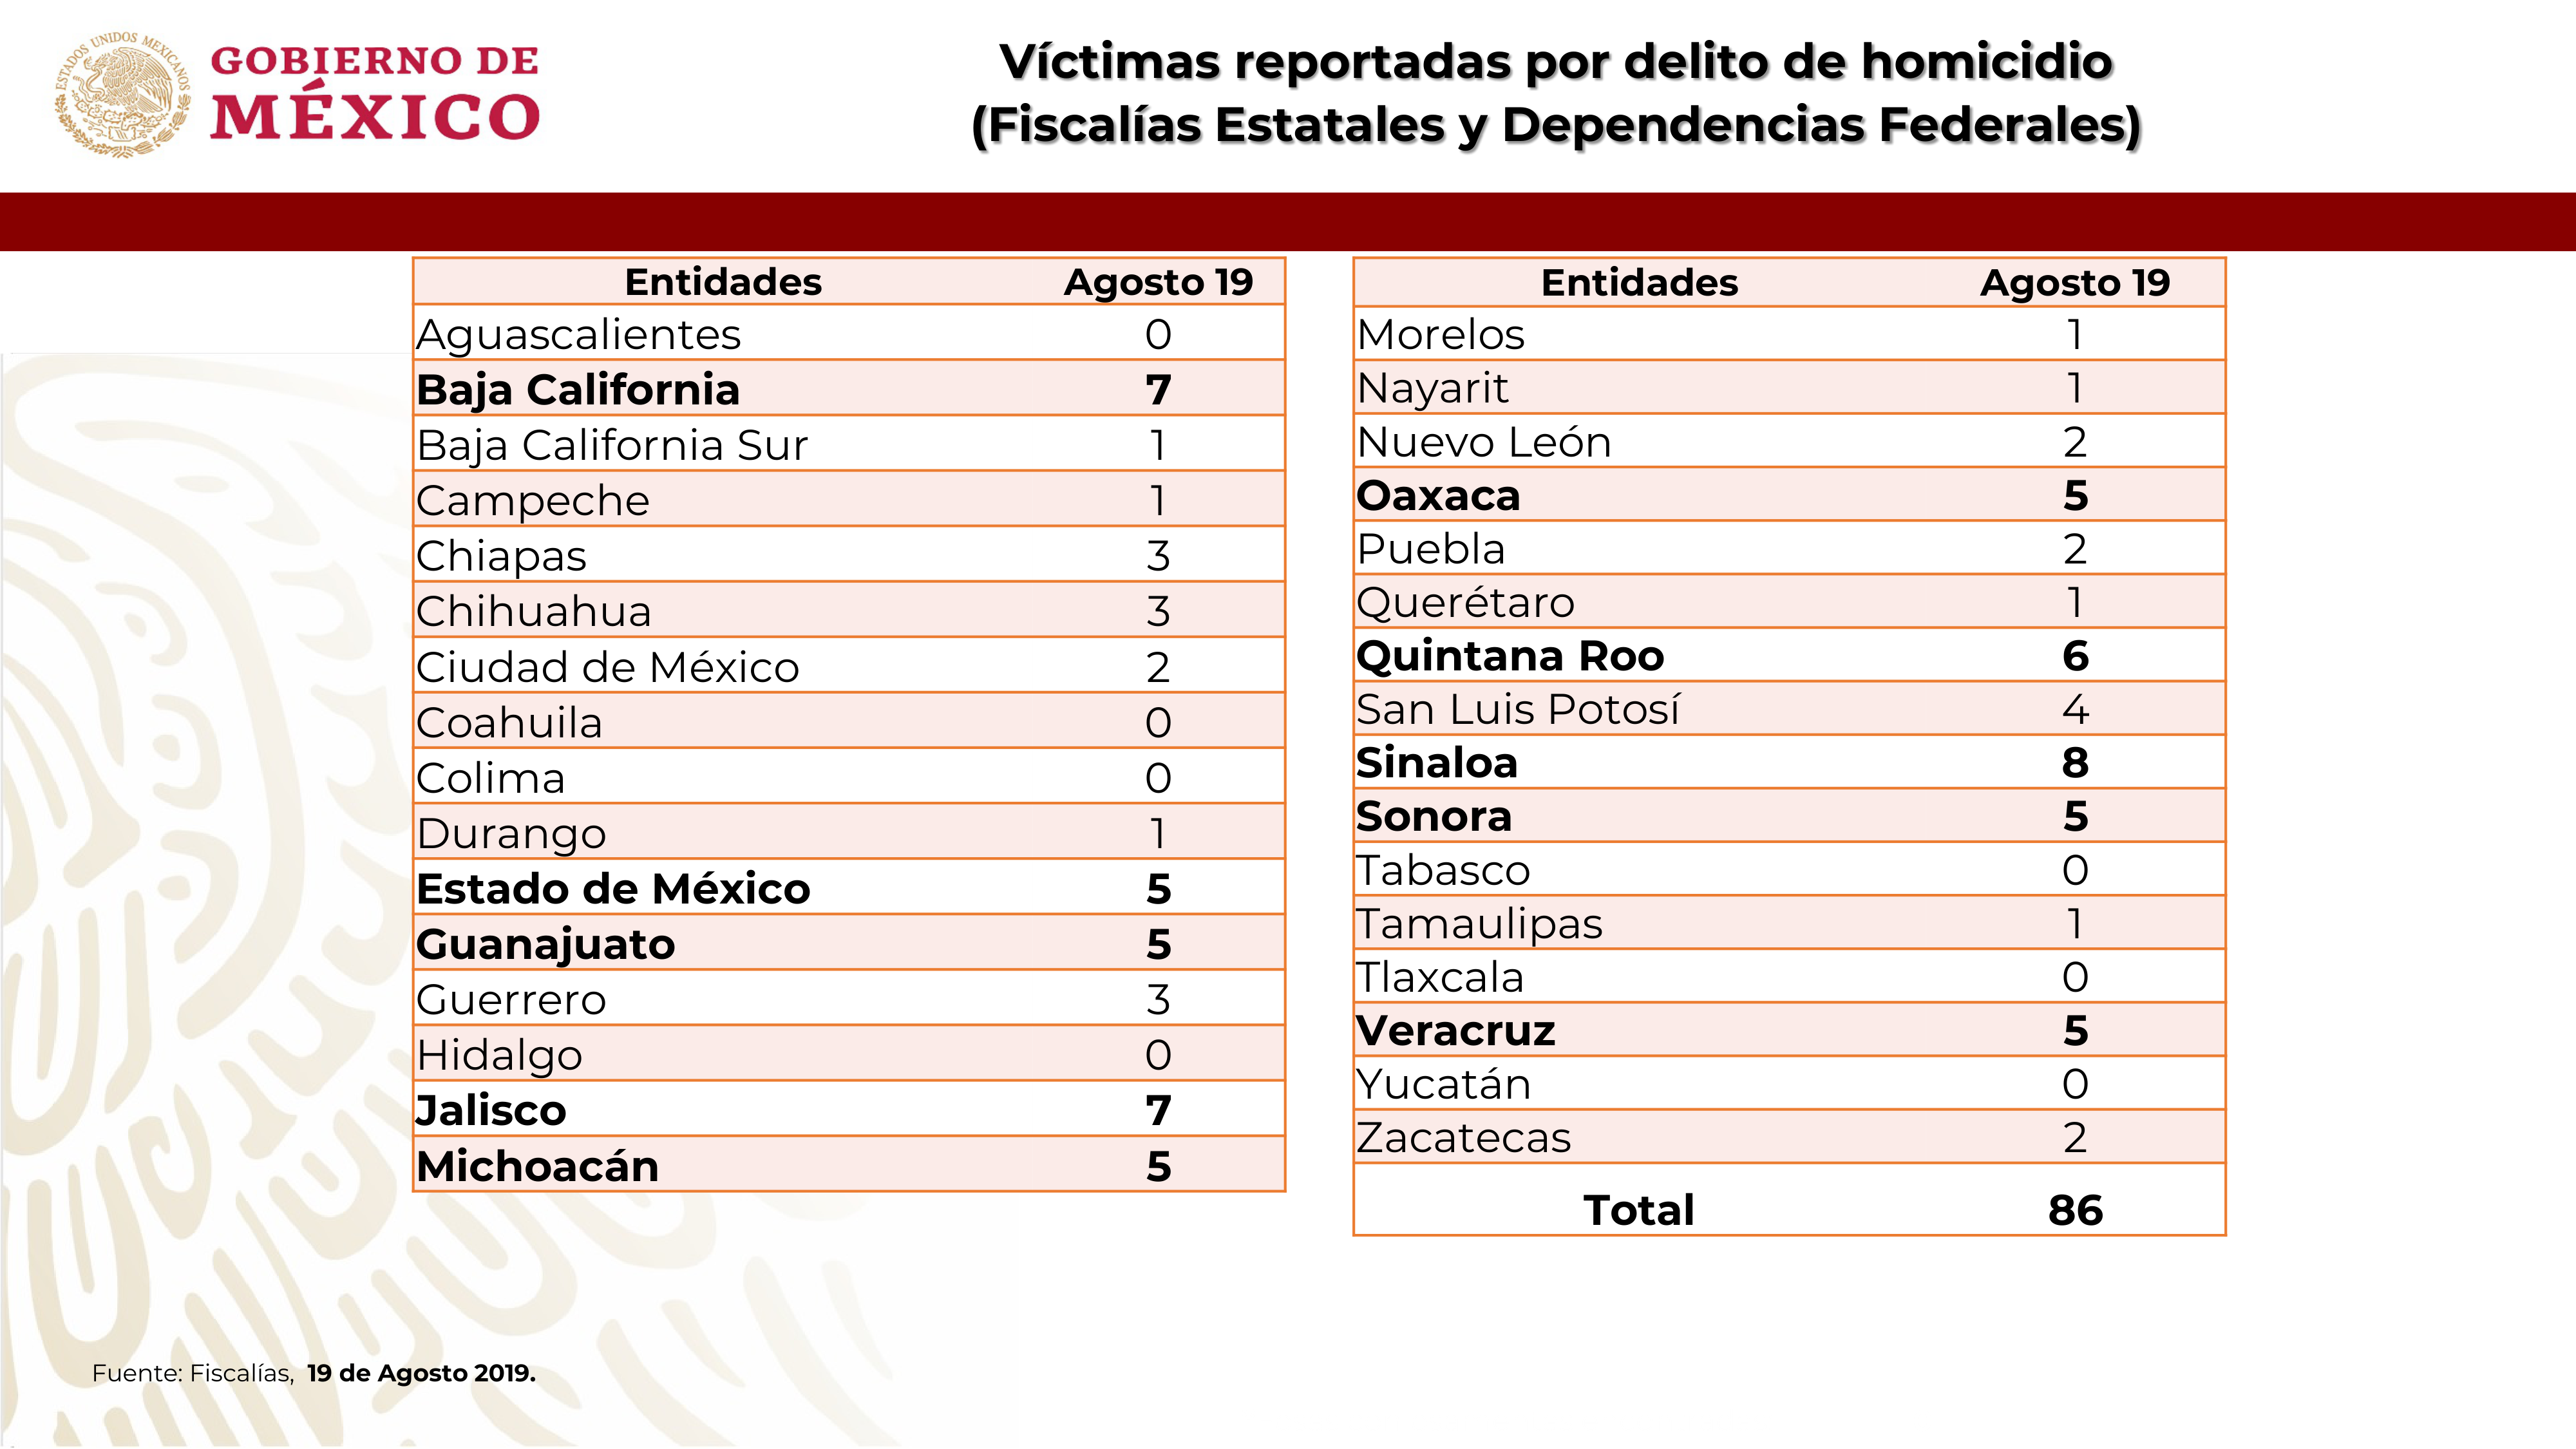 ESTADOS UNIDOS MEXICANOS
GOBIERNO DE
MÉXICO
Víctimas reportadas por delito de homicidio
(Fiscalías Estatales y Dependencias Federales)
Entidades Agosto 19
Aguascalientes 0
Baja California 7
Baja California Sur 1
Campeche 1
Chiapas 3
Chihuahua 3
Ciudad de México 2
Coahuila 0
Colima 0
Durango 1
Estado de México 5
Guanajuato 5
Guerrero 3
Hidalgo 0
Jalisco 7
Michoacán 5
Entidades Agosto 19
Morelos 1
Nayarit 1
Nuevo León 2
Oaxaca 5
Puebla 2
Querétaro 1
Quintana Roo 6
San Luis Potosí 4
Sinaloa 8
Sonora 5
Tabasco 0
Tamaulipas 1
Tlaxcala 0
Veracruz 5
Yucatán 0
Zacatecas 2
Total 86
Fuente: Fiscalías, 19 de Agosto 2019.